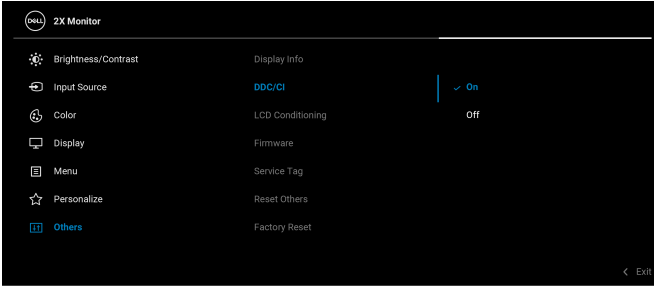 DELL 2X Monitor
Brightness/Contrast Display Info
Input Source DDC/CI On
Color LCD Conditioning Off
Display Firmware
Menu Service Tag
Personalize Reset Others
Others Factory Reset
Exit